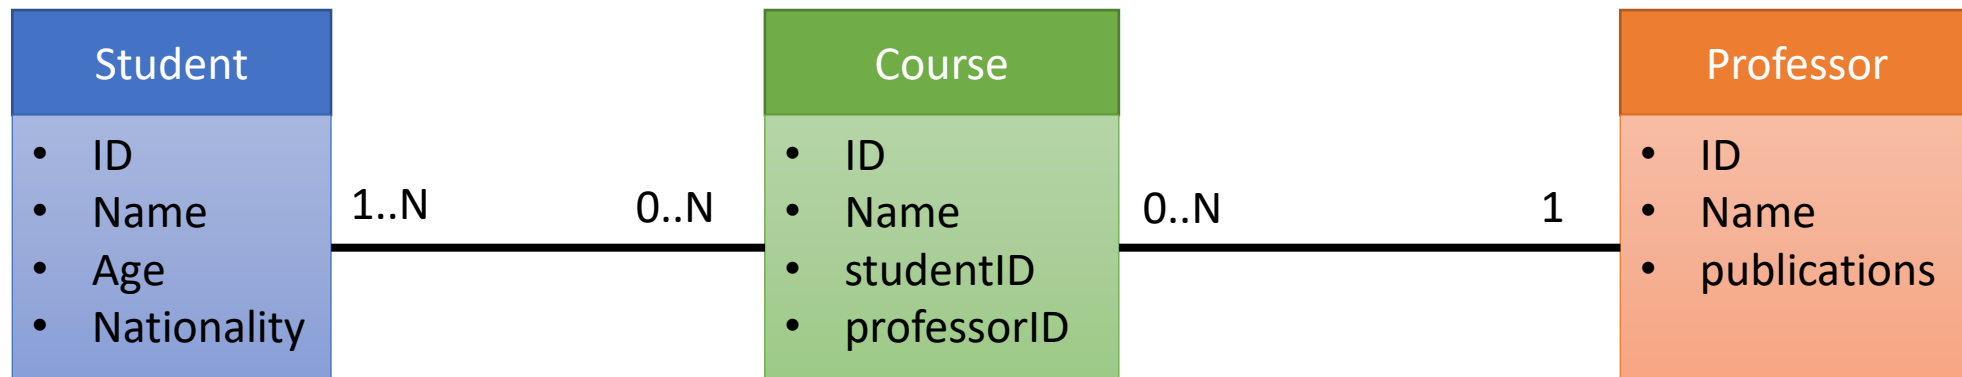 Student
• ID
• Name
• Age
• Nationality
1..N
0..N
Course
• ID
• Name
• studentID
• professorID
0..N
1
Professor
• ID
• Name
• publications